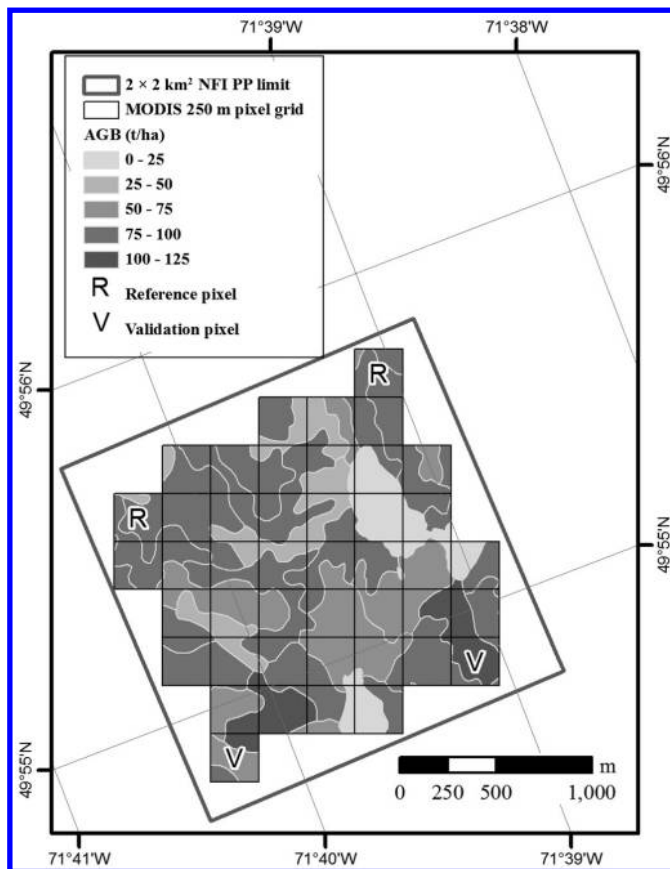 71°39'W 71°38'W
2 × 2 km² NFI PP limit
MODIS 250 m pixel grid
AGB (t/ha)
0 - 25
25 - 50
50 - 75
75 - 100
100 - 125
R Reference pixel
V Validation pixel
49°56'N
49°56'N
R
R
49°55'N
V
V
49°55'N
m
0 250 500 1,000
71°41'W 71°40'W 71°39'W